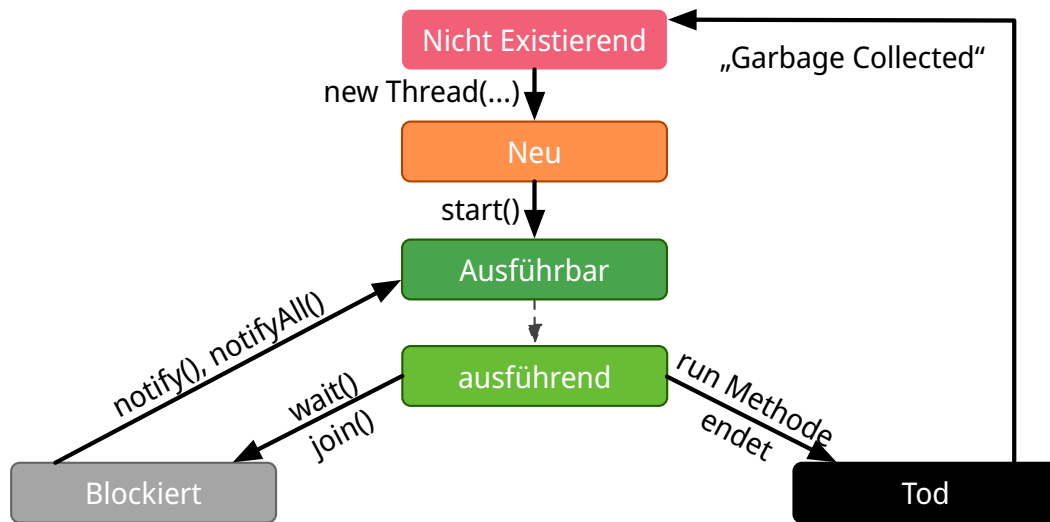 Nicht Existierend
„Garbage Collected“
new Thread(...)
Neu
start()
Ausführbar
notify(), notifyAll()
ausführend
wait()
join()
run Methode
endet
Blockiert
Tod